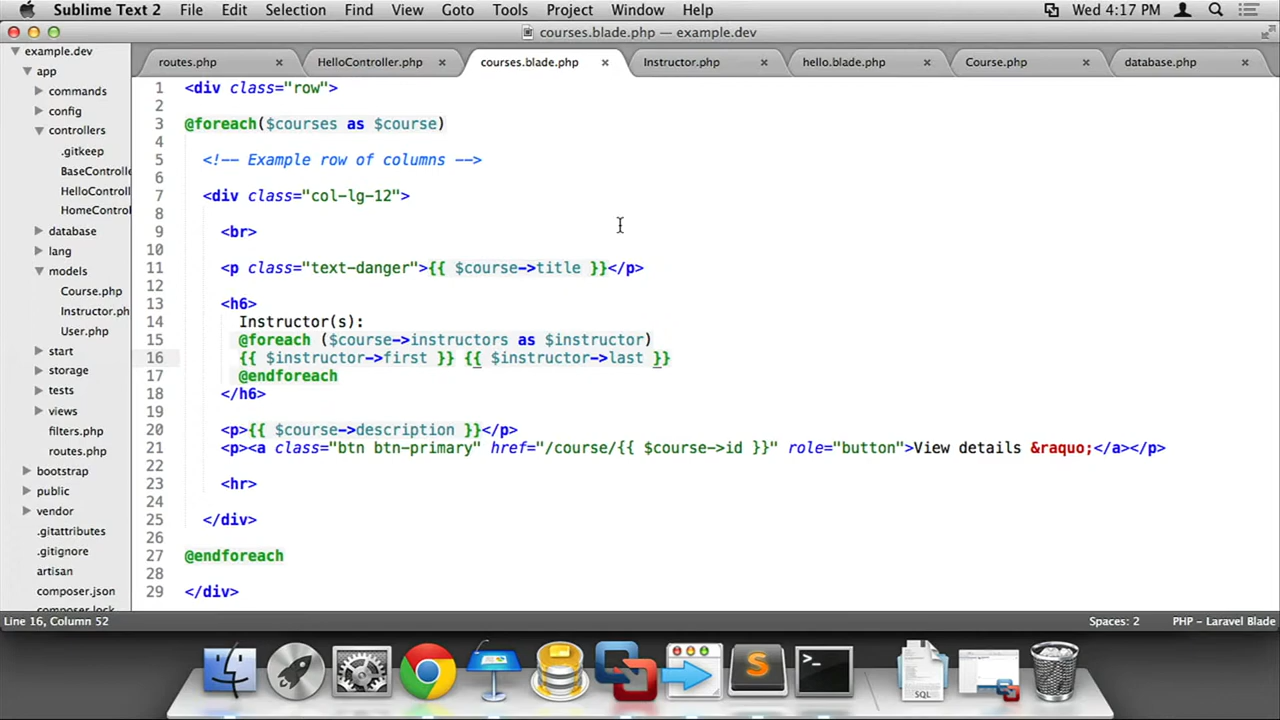 Sublime Text 2 File Edit Selection Find View Goto Tools Project Window Help Wed 4:17 PM
courses.blade.php — example.dev
routes.php × HelloController.php × courses.blade.php × Instructor.php × hello.blade.php × Course.php × database.php ×
example.dev
app
commands
config
controllers
.gitkeep
BaseControlle
HelloControll
HomeContro
database
lang
models
Course.php
Instructor.ph
User.php
start
storage
tests
views
filters.php
routes.php
bootstrap
public
vendor
.gitattributes
.gitignore
artisan
composer.json
composer.lock
1 <div class="row">
2
3 @foreach($courses as $course)
4
5 <!-- Example row of columns -->
6
7 <div class="col-lg-12">
8
9 <br>
10
11 <p class="text-danger">{{ $course->title }}</p>
12
13 <h6>
14 Instructor(s):
15 @foreach ($course->instructors as $instructor)
16 {{ $instructor->first }} {{ $instructor->last }}
17 @endforeach
18 </h6>
19
20 <p>{{ $course->description }}</p>
21 <p><a class="btn btn-primary" href="/course/{{ $course->id }}" role="button">View details &raquo;</a></p>
22
23 <hr>
24
25 </div>
26
27 @endforeach
28
29 </div>
Line 16, Column 52 Spaces: 2 PHP - Laravel Blade
S >_ SQL